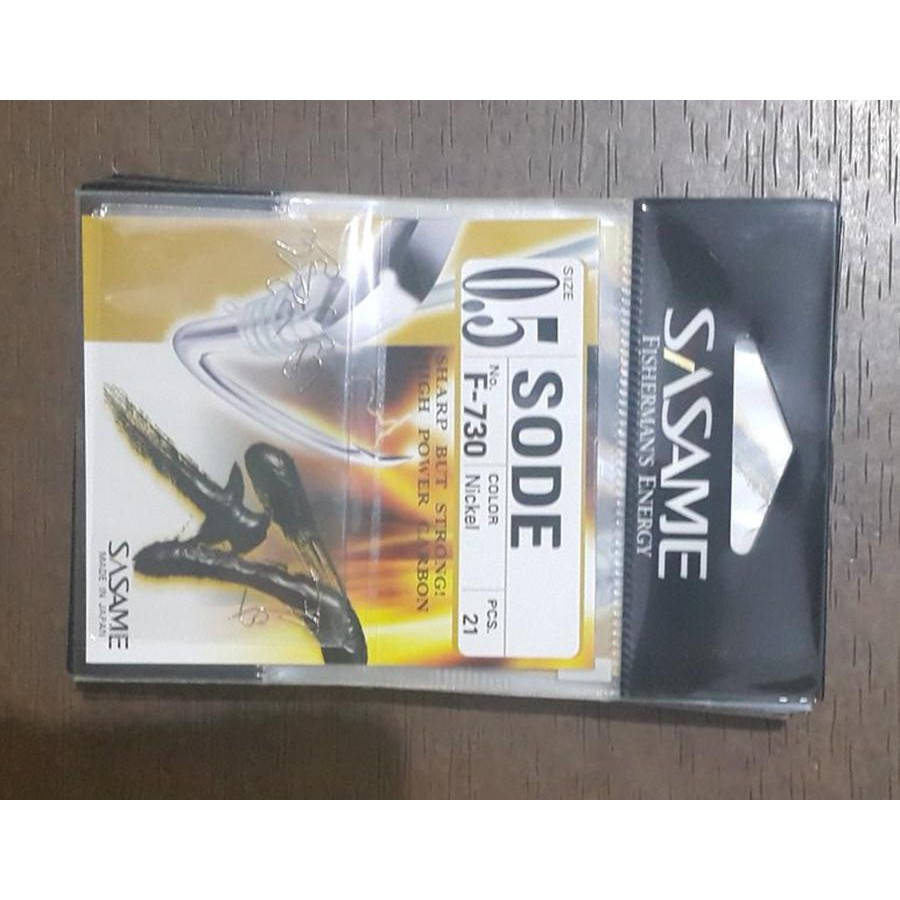 SASAME
FISHERMAN'S ENERGY
SIZE
0.5
SODE
No.
F-730
COLOR
Nickel
PCS.
21
SHARP BUT STRONG!
HIGH POWER CARBON
SASAME
MADE IN JAPAN